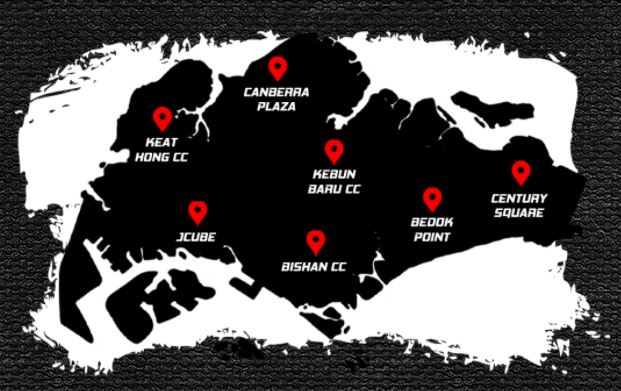 CANBERRA
PLAZA
KEAT
HONG CC
KEBUN
BARU CC
CENTURY
SQUARE
JCUBE
BEDOK
POINT
BISHAN CC